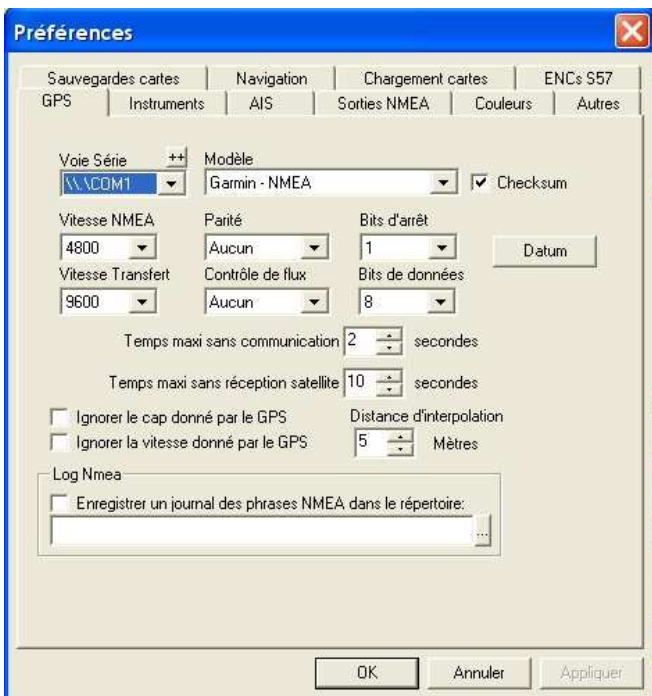 Préférences
Sauvegardes cartes Navigation Chargement cartes ENCs S57
GPS Instruments AIS Sorties NMEA Couleurs Autres
Voie Série ++ Modèle
\\.\COM1 Garmin - NMEA Checksum
Vitesse NMEA Parité Bits d'arrêt
4800 Aucun 1 Datum
Vitesse Transfert Contrôle de flux Bits de données
9600 Aucun 8
Temps maxi sans communication 2 secondes
Temps maxi sans réception satellite 10 secondes
Ignorer le cap donné par le GPS Distance d'interpolation
Ignorer la vitesse donné par le GPS 5 Mètres
Log Nmea
Enregistrer un journal des phrases NMEA dans le répertoire:
...
OK Annuler Appliquer